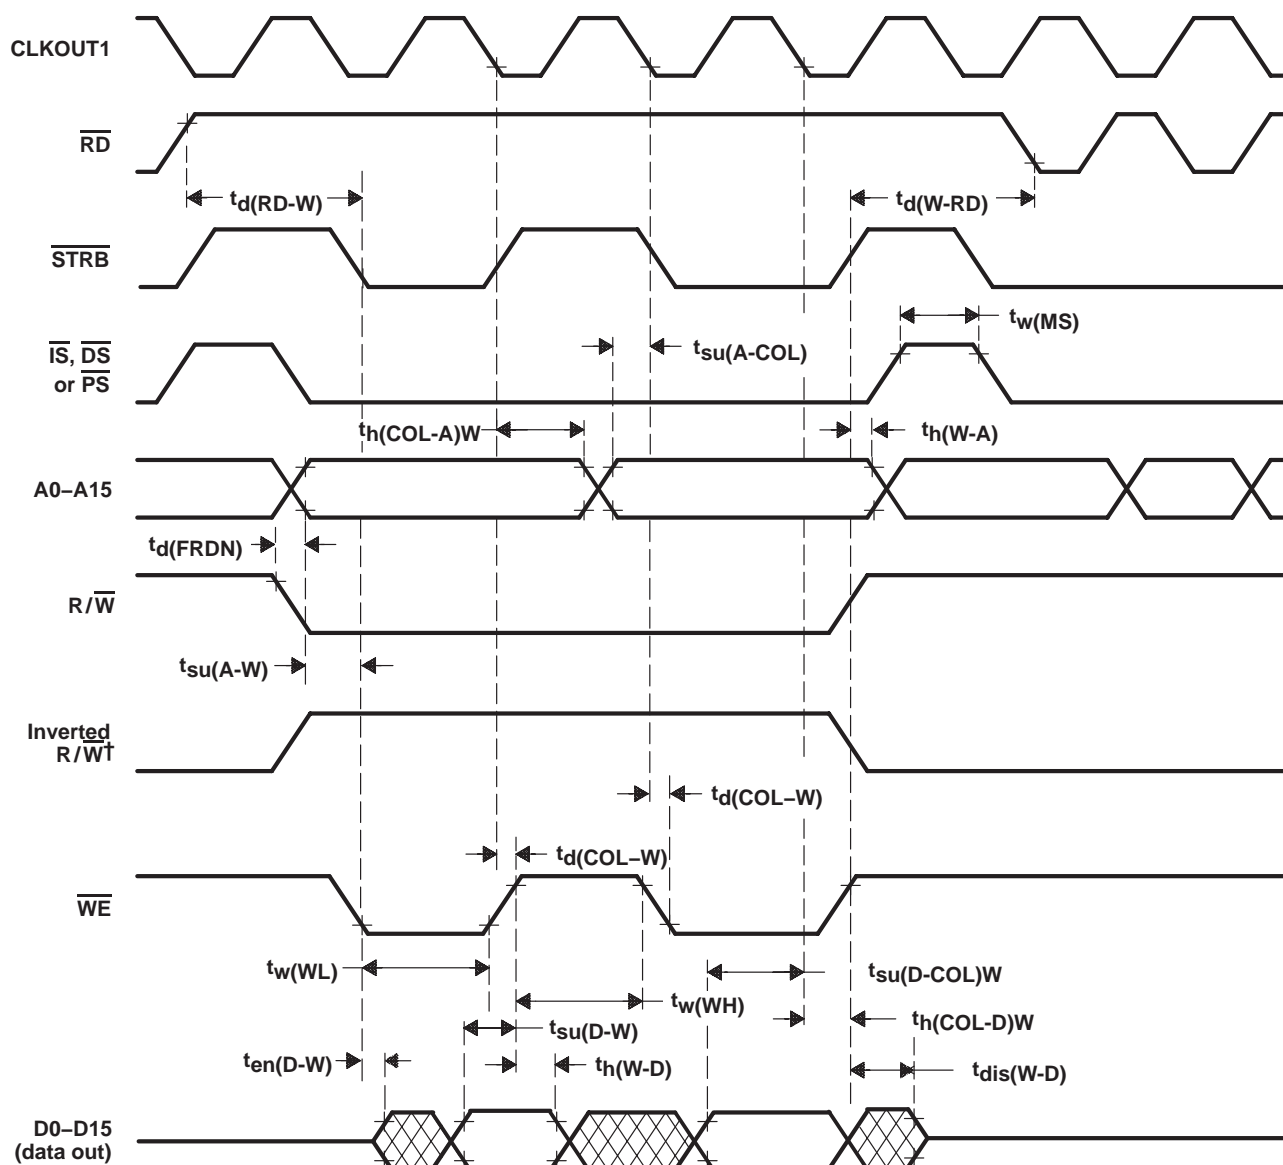 CLKOUT1
RD
td(RD-W)
td(W-RD)
STRB
tw(MS)
IS, DS
or PS
tsu(A-COL)
th(COL-A)W
th(W-A)
A0–A15
td(FRDN)
R/W
tsu(A-W)
Inverted
R/W†
td(COL–W)
td(COL–W)
WE
tw(WL)
tsu(D-COL)W
tw(WH)
th(COL-D)W
tsu(D-W)
ten(D-W)
th(W-D)
tdis(W-D)
D0–D15
(data out)